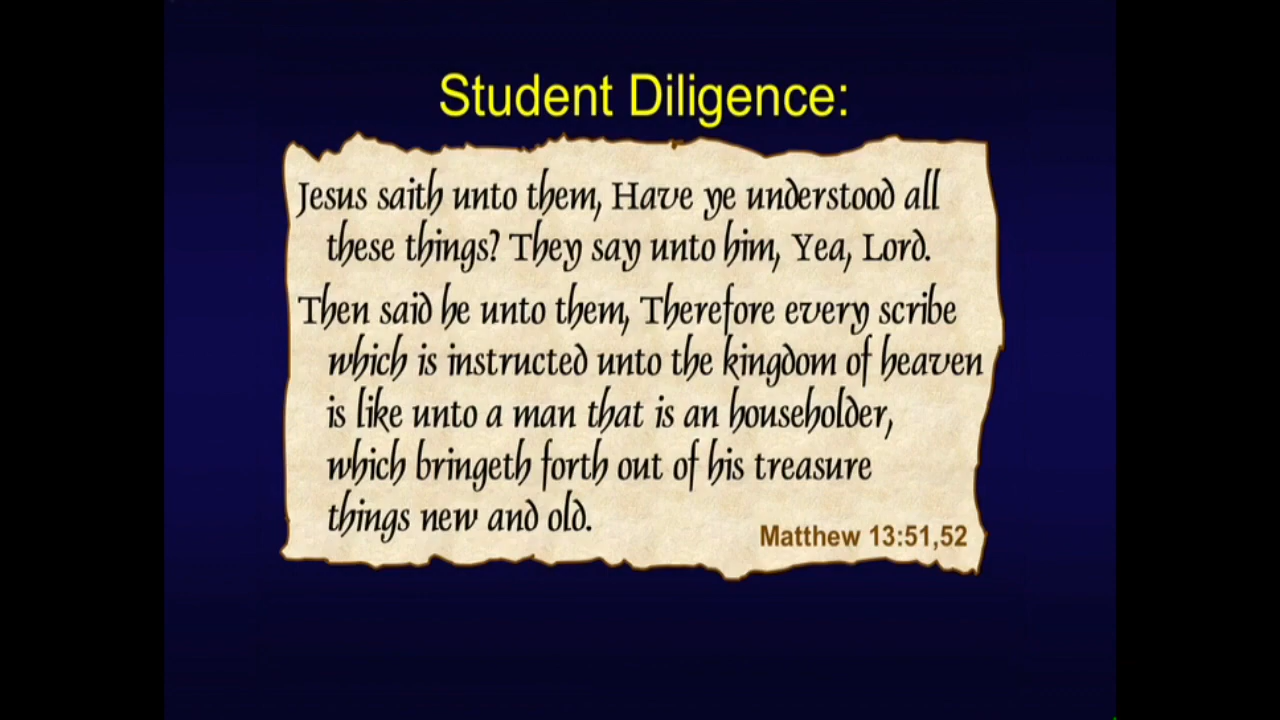 Student Diligence:
Jesus saith unto them, Have ye understood all
these things? They say unto him, Yea, Lord.
Then said he unto them, Therefore every scribe
which is instructed unto the kingdom of heaven
is like unto a man that is an householder,
which bringeth forth out of his treasure
things new and old.
Matthew 13:51,52